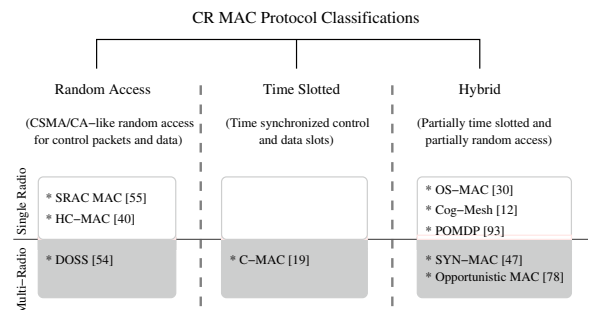 CR MAC Protocol Classifications
Random Access
Time Slotted
Hybrid
(CSMA/CA−like random access
for control packets and data)
(Time synchronized control
and data slots)
(Partially time slotted and
partially random access)
Single Radio
* SRAC MAC [55]
* HC−MAC [40]
* OS−MAC [30]
* Cog−Mesh [12]
* POMDP [93]
Multi−Radio
* DOSS [54]
* C−MAC [19]
* SYN−MAC [47]
* Opportunistic MAC [78]